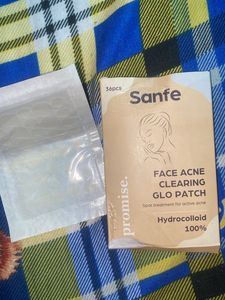 36pcs
Sanfe
promise.
FACE ACNE
CLEARING
GLO PATCH
Spot treatment for active acne
Hydrocolloid
100%